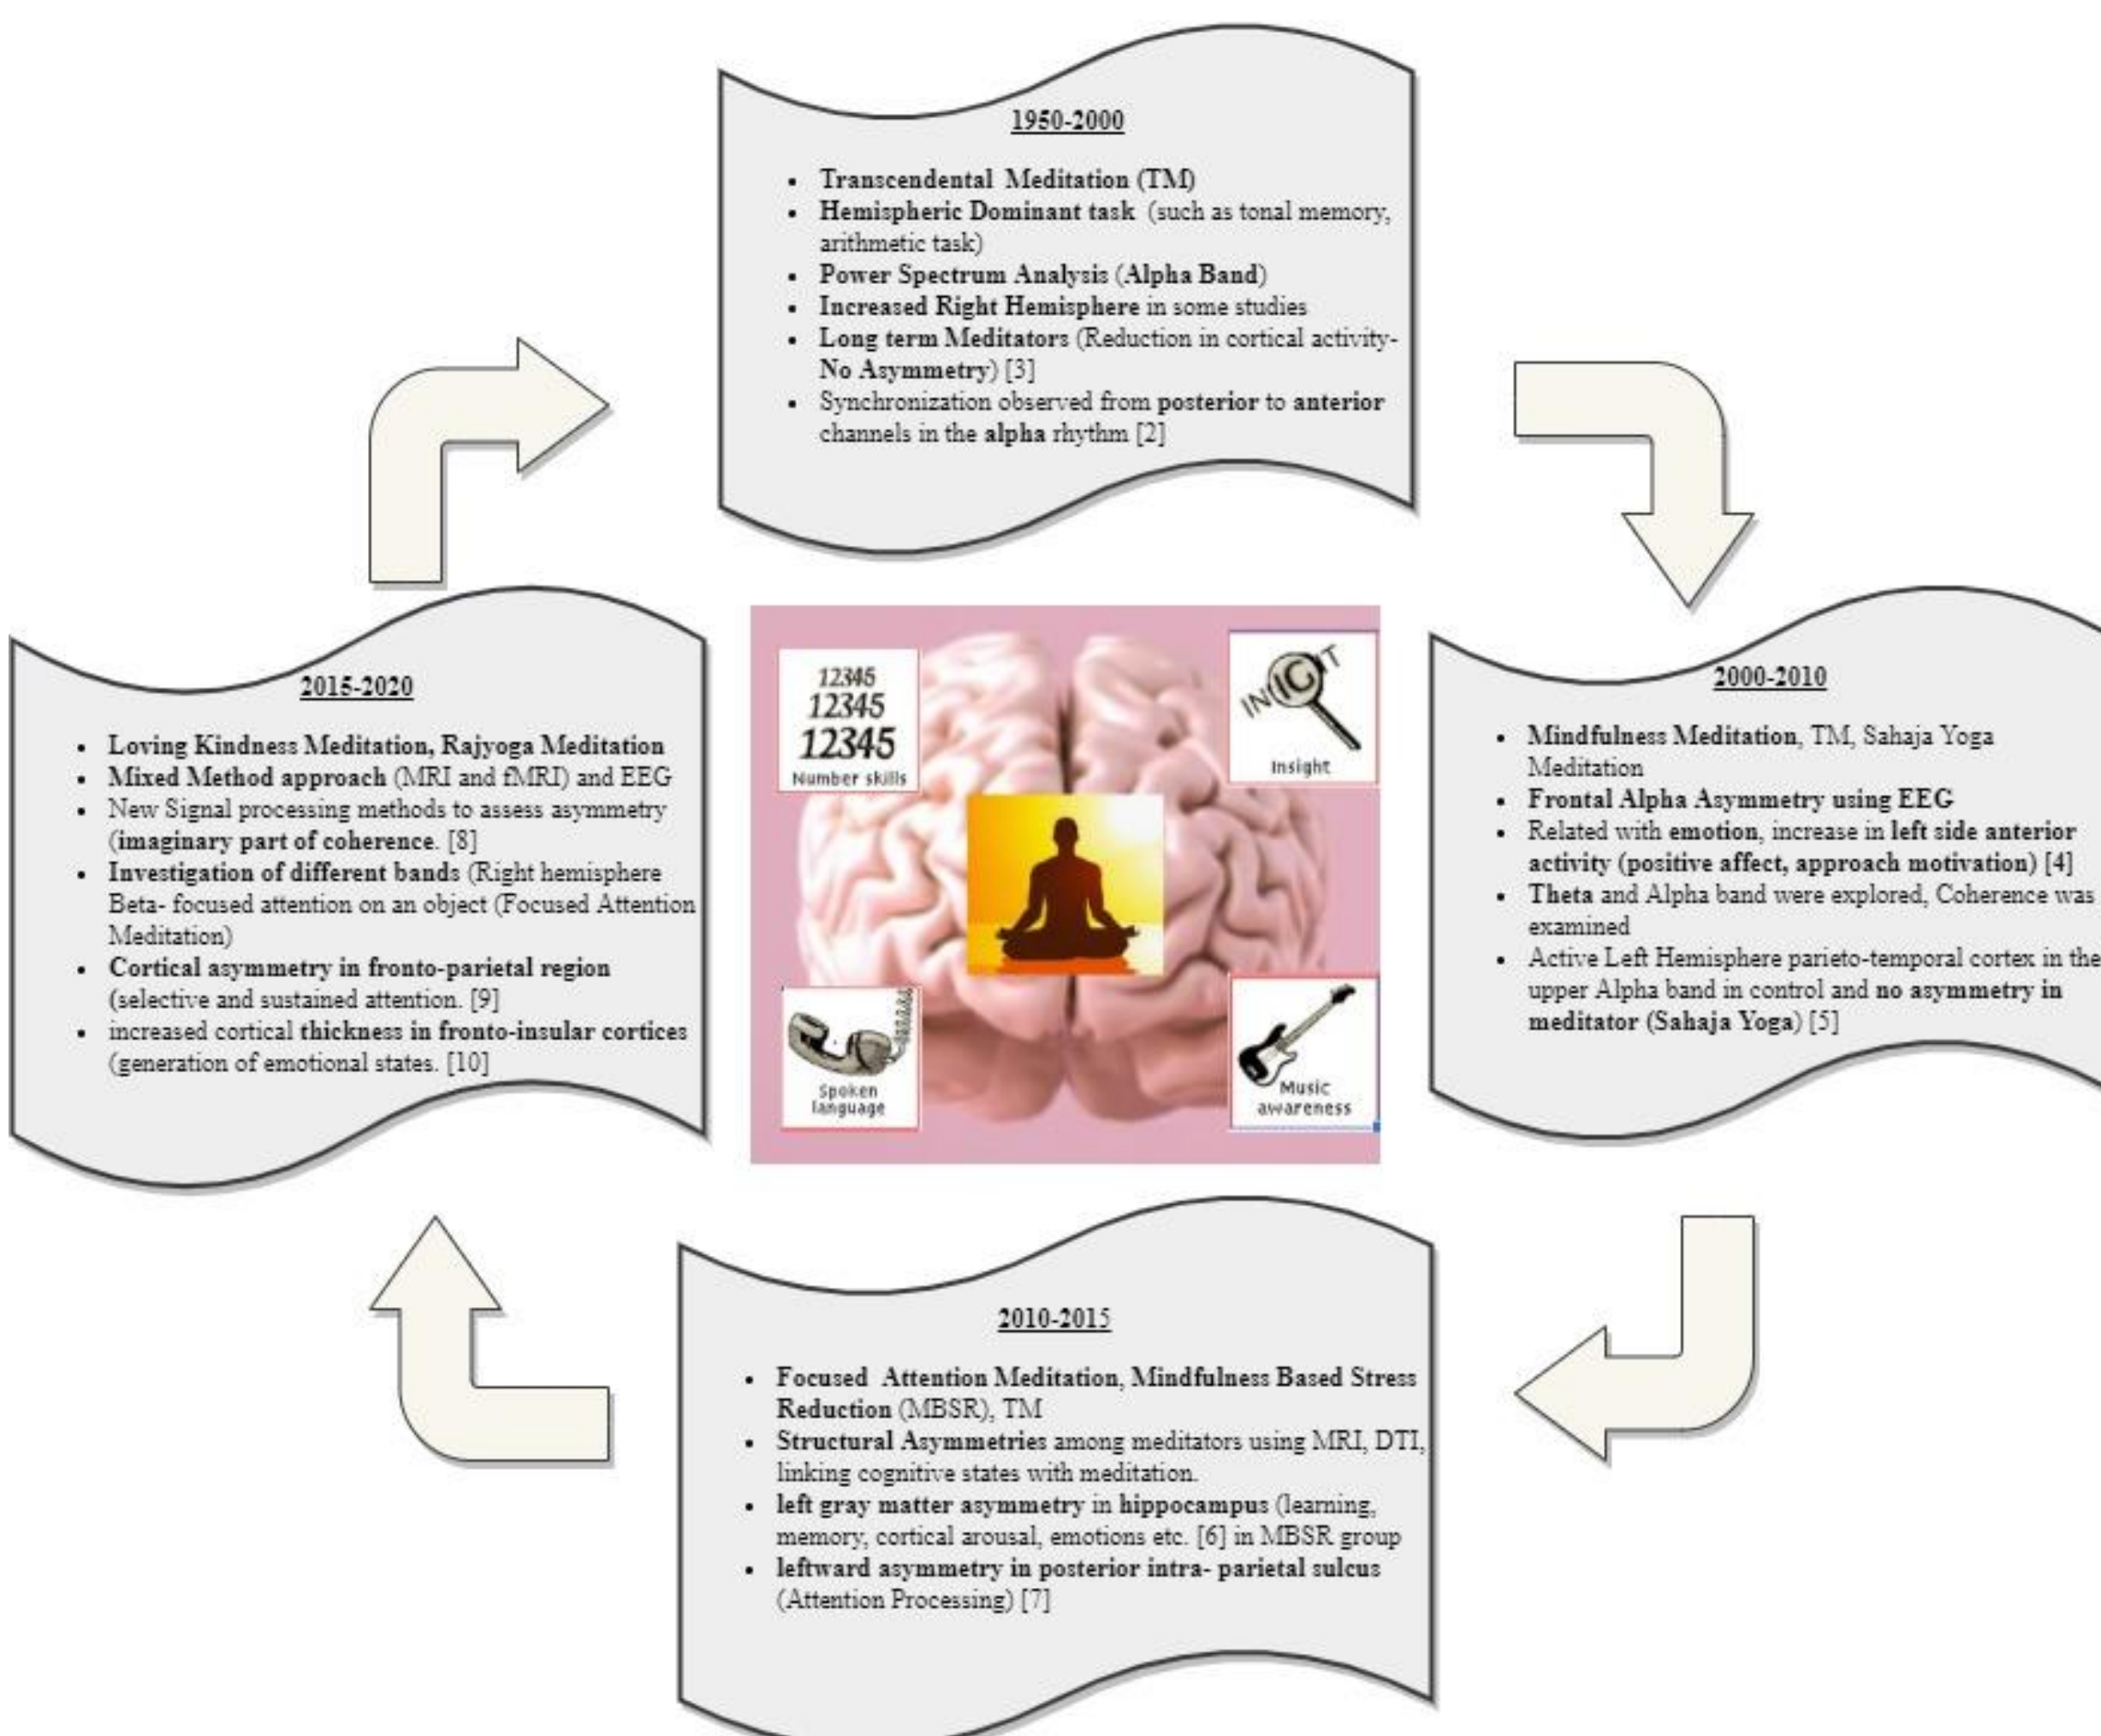 1950-2000
• Transcendental Meditation (TM)
• Hemispheric Dominant task (such as tonal memory,
arithmetic task)
• Power Spectrum Analysis (Alpha Band)
• Increased Right Hemisphere in some studies
• Long term Meditators (Reduction in cortical activity-
No Asymmetry) [3]
• Synchronization observed from posterior to anterior
channels in the alpha rhythm [2]
2000-2010
• Mindfulness Meditation, TM, Sahaja Yoga
Meditation
• Frontal Alpha Asymmetry using EEG
• Related with emotion, increase in left side anterior
activity (positive affect, approach motivation) [4]
• Theta and Alpha band were explored, Coherence was
examined
• Active Left Hemisphere parieto-temporal cortex in the
upper Alpha band in control and no asymmetry in
meditator (Sahaja Yoga) [5]
2010-2015
• Focused Attention Meditation, Mindfulness Based Stress
Reduction (MBSR), TM
• Structural Asymmetries among meditators using MRI, DTI,
linking cognitive states with meditation.
• left gray matter asymmetry in hippocampus (learning,
memory, cortical arousal, emotions etc. [6] in MBSR group
• leftward asymmetry in posterior intra- parietal sulcus
(Attention Processing) [7]
2015-2020
• Loving Kindness Meditation, Rajyoga Meditation
• Mixed Method approach (MRI and fMRI) and EEG
• New Signal processing methods to assess asymmetry
(imaginary part of coherence. [8]
• Investigation of different bands (Right hemisphere
Beta- focused attention on an object (Focused Attention
Meditation)
• Cortical asymmetry in fronto-parietal region
(selective and sustained attention. [9]
• increased cortical thickness in fronto-insular cortices
(generation of emotional states. [10]
12345
12345
12345
Number skills
Insight
Spoken
language
Music
awareness